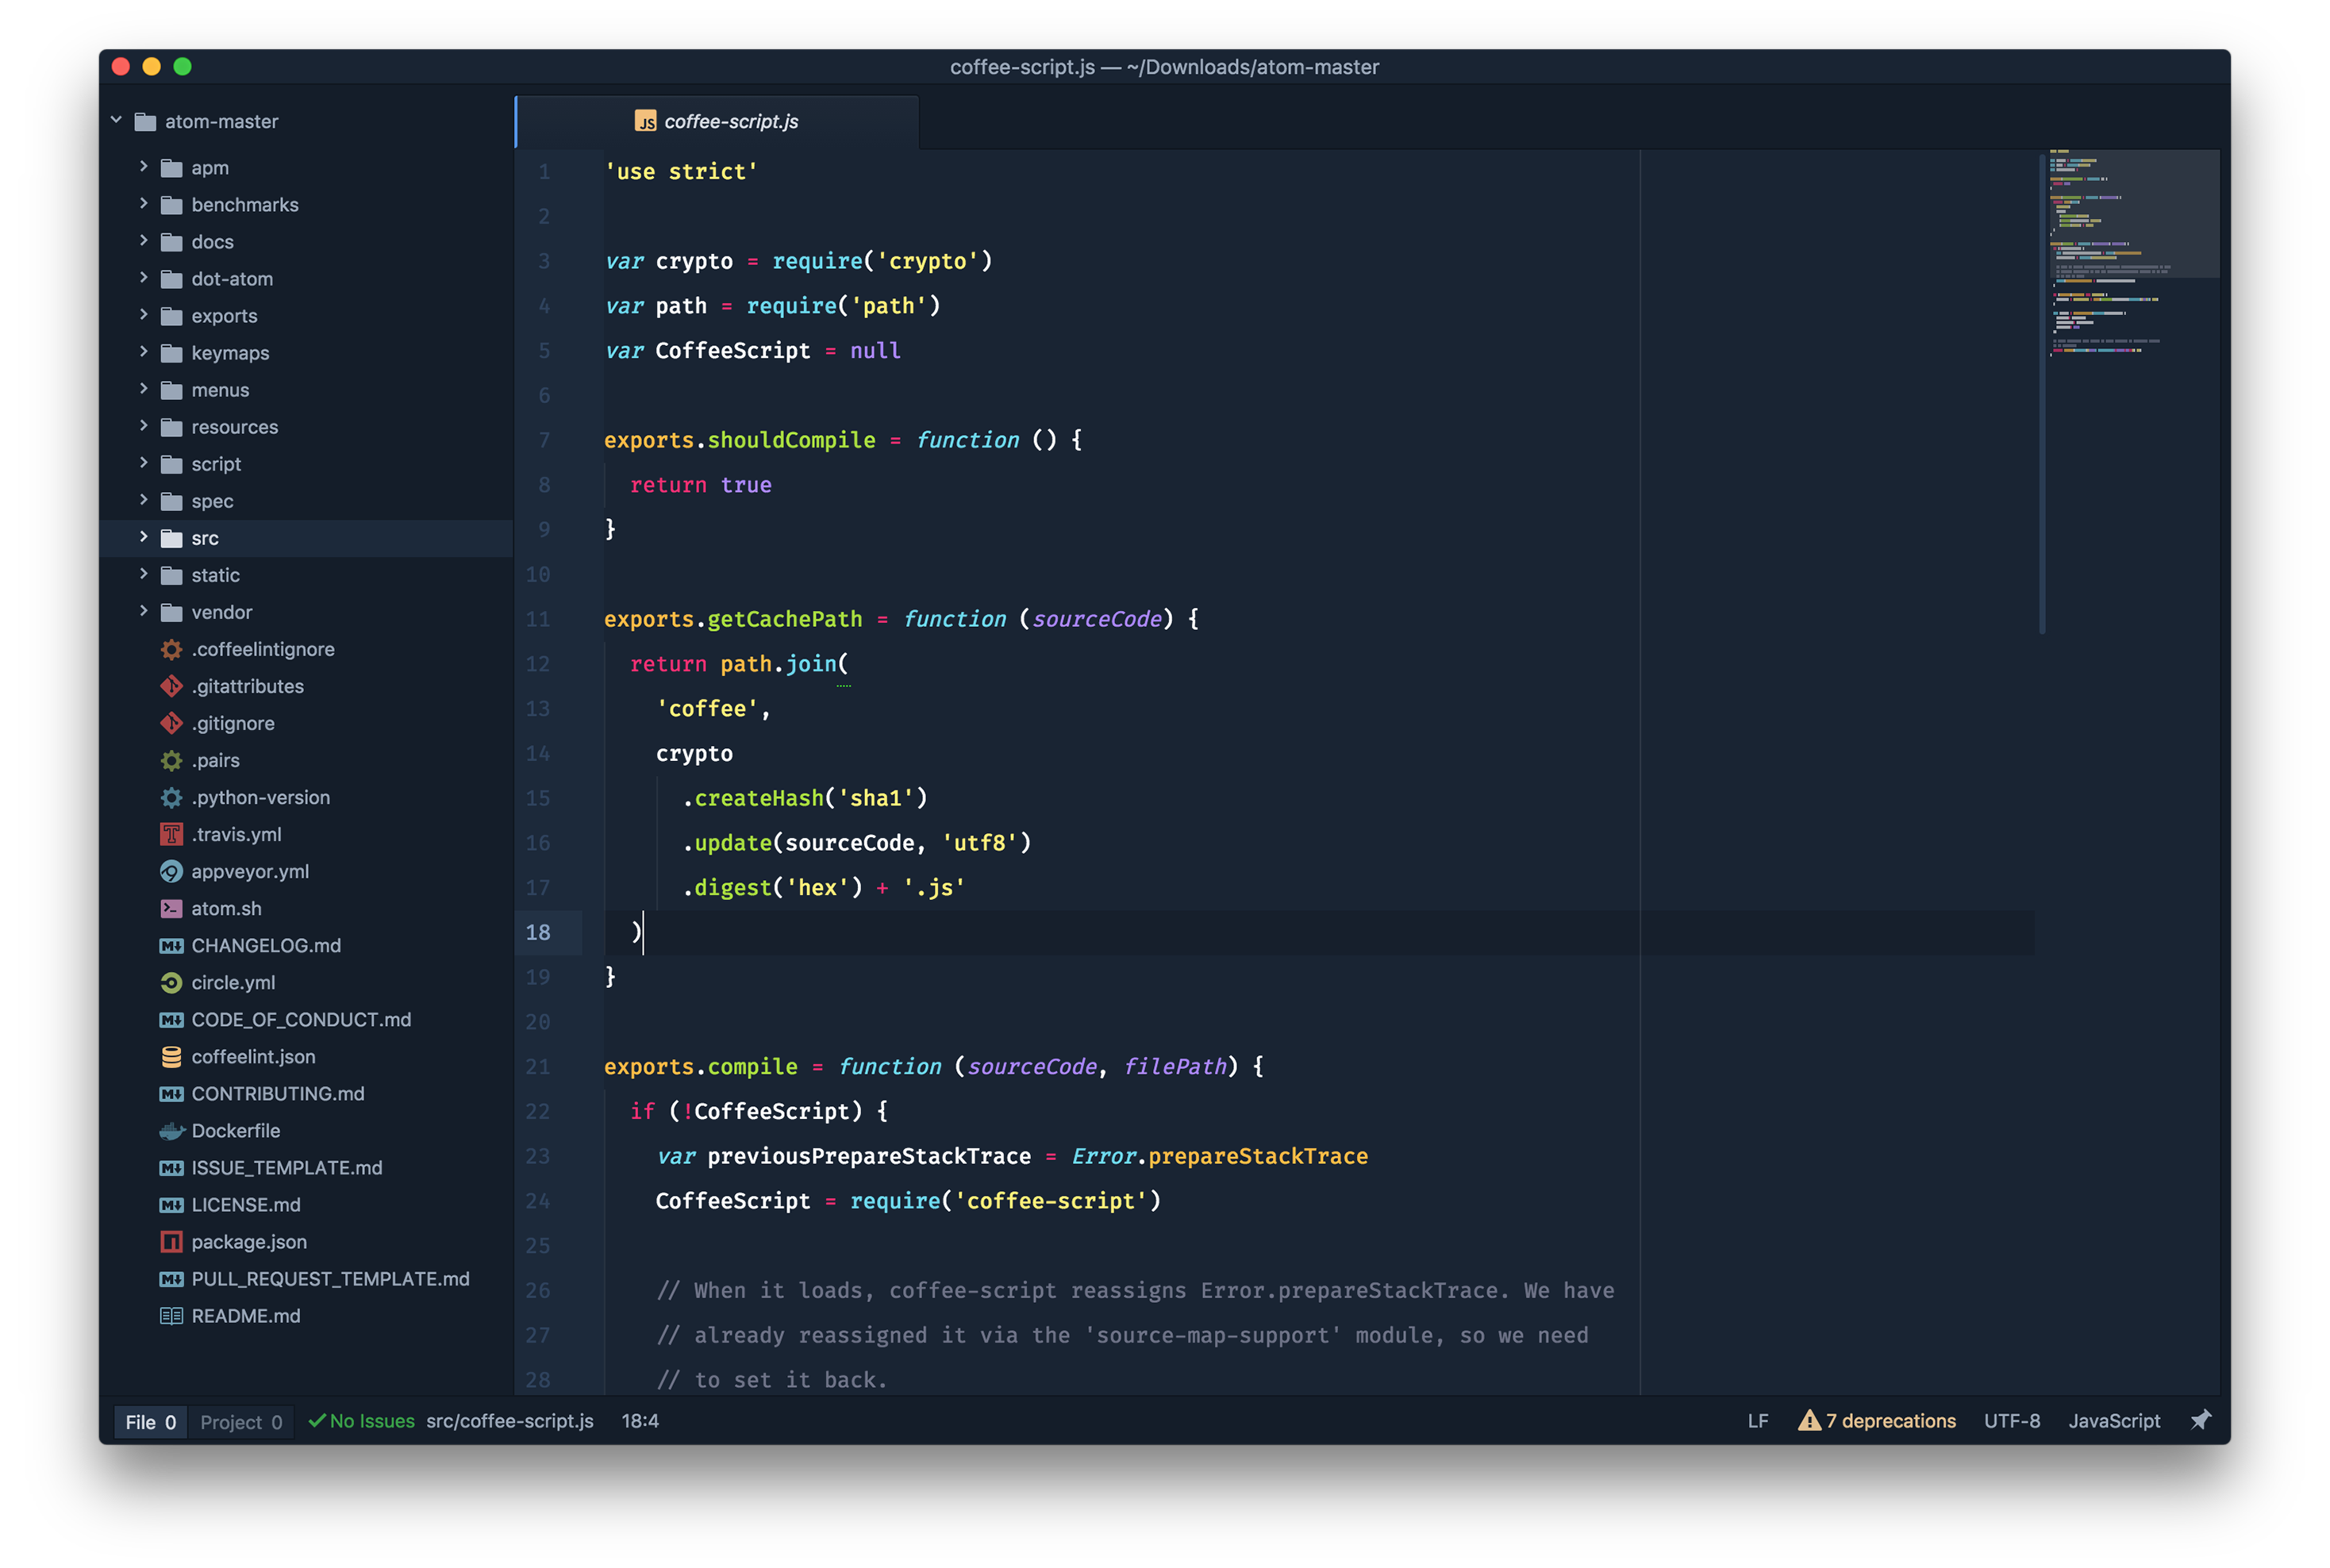 coffee-script.js — ~/Downloads/atom-master
atom-master
apm
benchmarks
docs
dot-atom
exports
keymaps
menus
resources
script
spec
src
static
vendor
.coffeelintignore
.gitattributes
.gitignore
.pairs
.python-version
.travis.yml
appveyor.yml
atom.sh
CHANGELOG.md
circle.yml
CODE_OF_CONDUCT.md
coffeelint.json
CONTRIBUTING.md
Dockerfile
ISSUE_TEMPLATE.md
LICENSE.md
package.json
PULL_REQUEST_TEMPLATE.md
README.md
JS coffee-script.js
1 'use strict'
2
3 var crypto = require('crypto')
4 var path = require('path')
5 var CoffeeScript = null
6
7 exports.shouldCompile = function () {
8   return true
9 }
10
11 exports.getCachePath = function (sourceCode) {
12   return path.join(
13     'coffee',
14     crypto
15       .createHash('sha1')
16       .update(sourceCode, 'utf8')
17       .digest('hex') + '.js'
18   )
19 }
20
21 exports.compile = function (sourceCode, filePath) {
22   if (!CoffeeScript) {
23     var previousPrepareStackTrace = Error.prepareStackTrace
24     CoffeeScript = require('coffee-script')
25
26     // When it loads, coffee-script reassigns Error.prepareStackTrace. We have
27     // already reassigned it via the 'source-map-support' module, so we need
28     // to set it back.
File 0 Project 0 No Issues src/coffee-script.js 18:4 LF 7 deprecations UTF-8 JavaScript